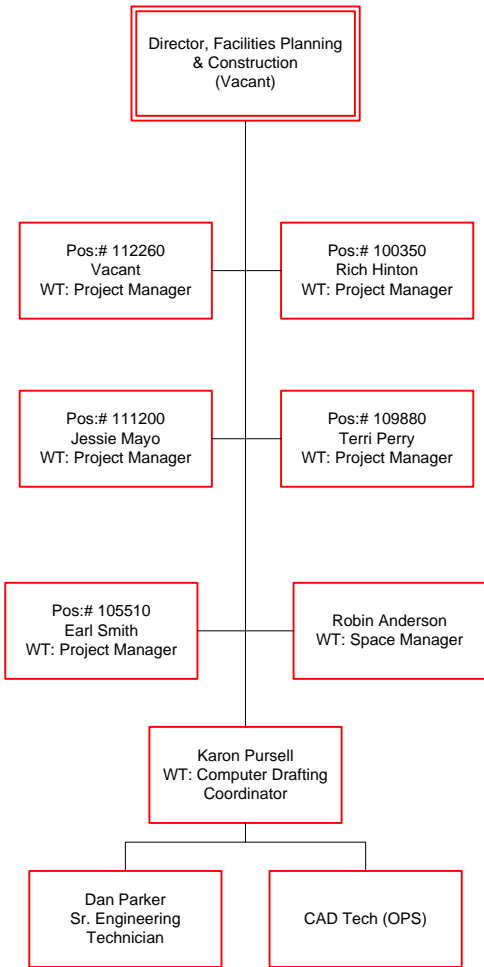 Director, Facilities Planning
& Construction
(Vacant)
Pos:# 112260
Vacant
WT: Project Manager
Pos:# 100350
Rich Hinton
WT: Project Manager
Pos:# 111200
Jessie Mayo
WT: Project Manager
Pos:# 109880
Terri Perry
WT: Project Manager
Pos:# 105510
Earl Smith
WT: Project Manager
Robin Anderson
WT: Space Manager
Karon Pursell
WT: Computer Drafting
Coordinator
Dan Parker
Sr. Engineering
Technician
CAD Tech (OPS)